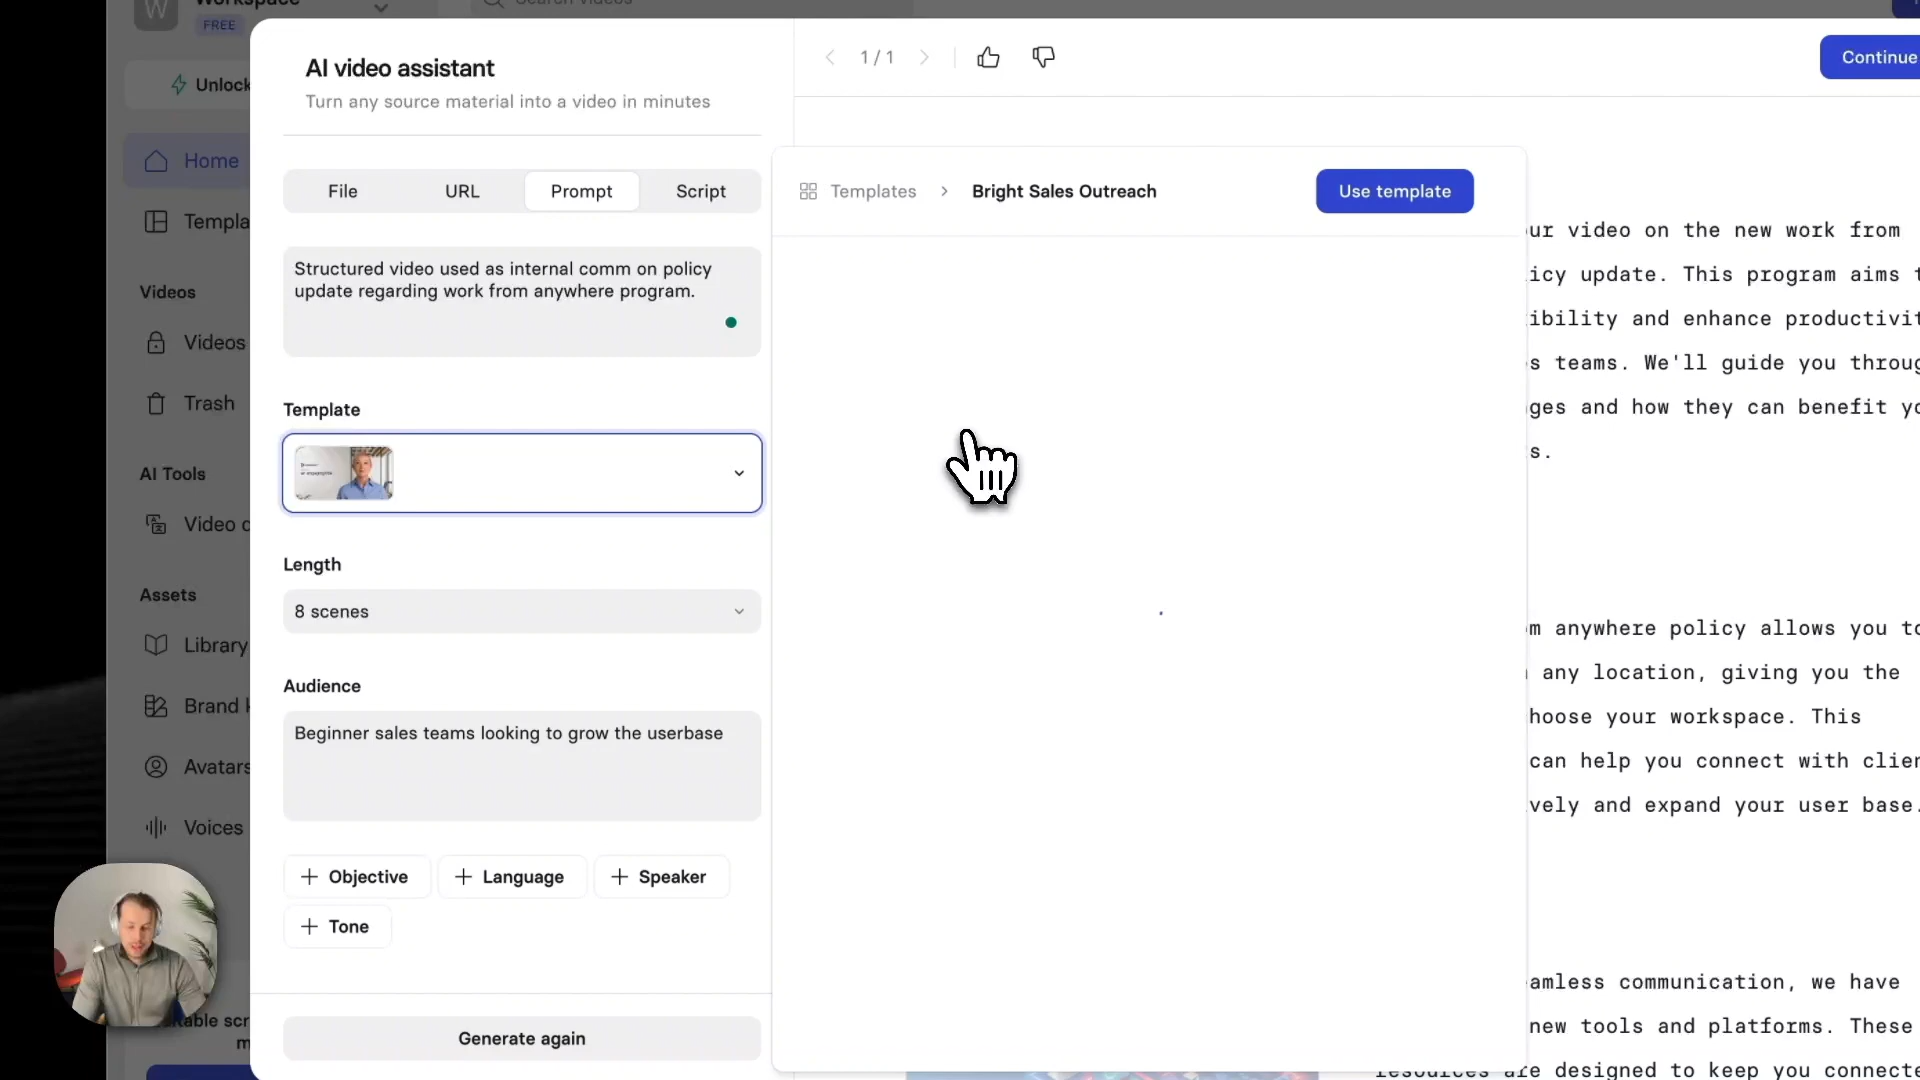 Workspace
FREE
W
Search videos
Unlock
Home
Templa
Videos
Videos
Trash
AI Tools
Video d
Assets
Library
Brand k
Avatars
Voices
AI video assistant
Turn any source material into a video in minutes
File
URL
Prompt
Script
Structured video used as internal comm on policy
update regarding work from anywhere program.
Template
Length
8 scenes
Audience
Beginner sales teams looking to grow the userbase
Objective
Language
Speaker
Tone
Generate again
1 / 1
Continue
Templates
Bright Sales Outreach
Use template
ur video on the new work from
icy update. This program aims t
ibility and enhance productivit
s teams. We'll guide you throug
ges and how they can benefit yo
s.
m anywhere policy allows you to
any location, giving you the
hoose your workspace. This
can help you connect with clien
vely and expand your user base.
amless communication, we have
new tools and platforms. These
resources are designed to keep you connecte